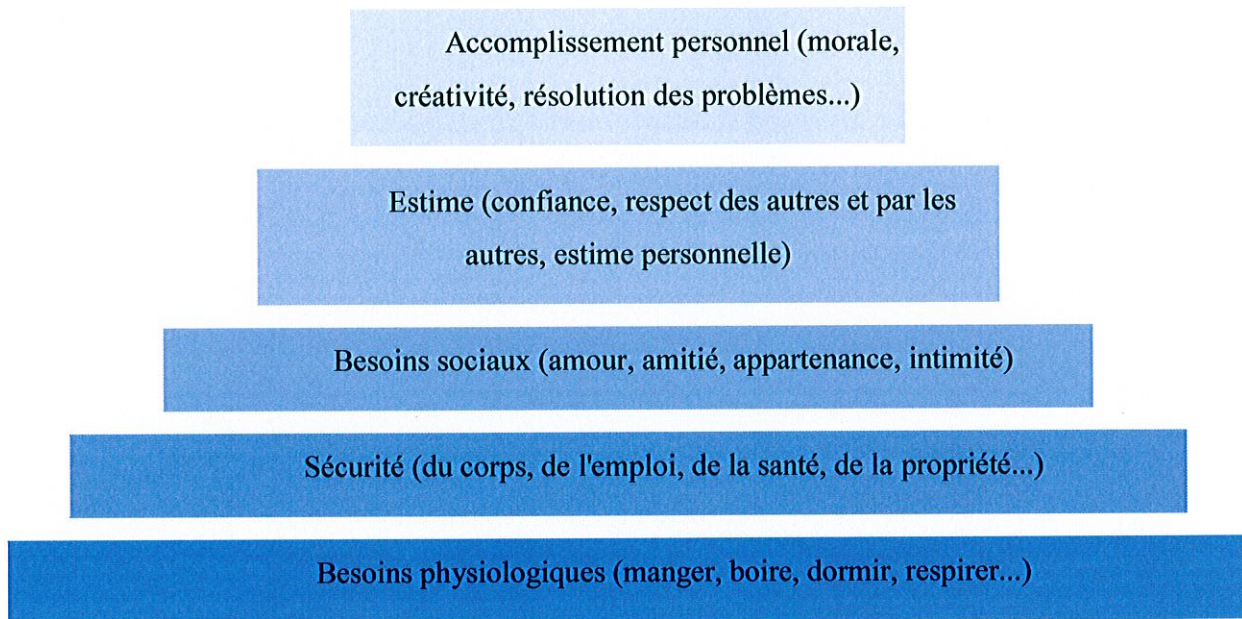 Accomplissement personnel (morale,
créativité, résolution des problèmes...)
Estime (confiance, respect des autres et par les
autres, estime personnelle)
Besoins sociaux (amour, amitié, appartenance, intimité)
Sécurité (du corps, de l'emploi, de la santé, de la propriété...)
Besoins physiologiques (manger, boire, dormir, respirer...)